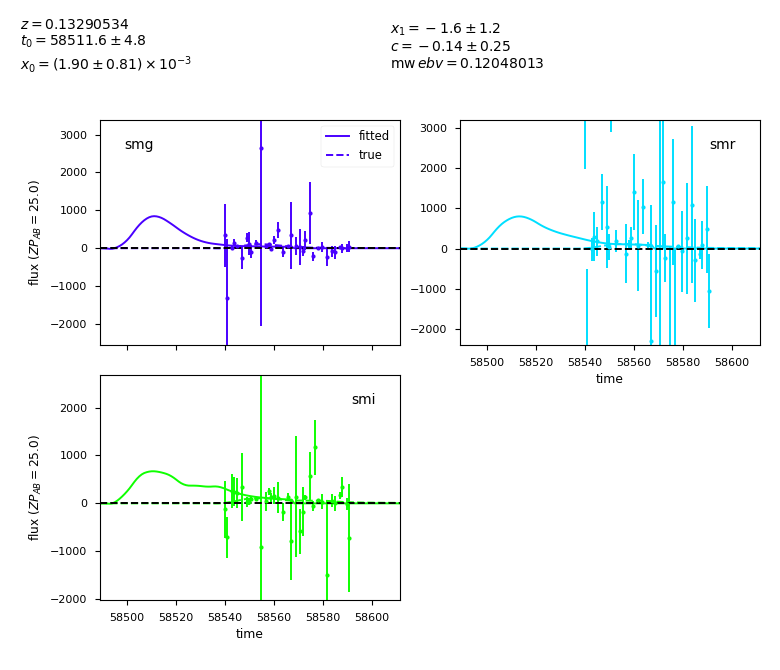 z = 0.13290534
t₀ = 58511.6 ± 4.8
x₀ = (1.90 ± 0.81) × 10⁻³
x₁ = −1.6 ± 1.2
c = −0.14 ± 0.25
mw ebv = 0.12048013
smg
fitted
true
3000
2000
1000
0
−1000
−2000
flux (ZP_AB = 25.0)
smr
3000
2000
1000
0
−1000
−2000
58500 58520 58540 58560 58580 58600
time
smi
2000
1000
0
−1000
−2000
flux (ZP_AB = 25.0)
58500 58520 58540 58560 58580 58600
time